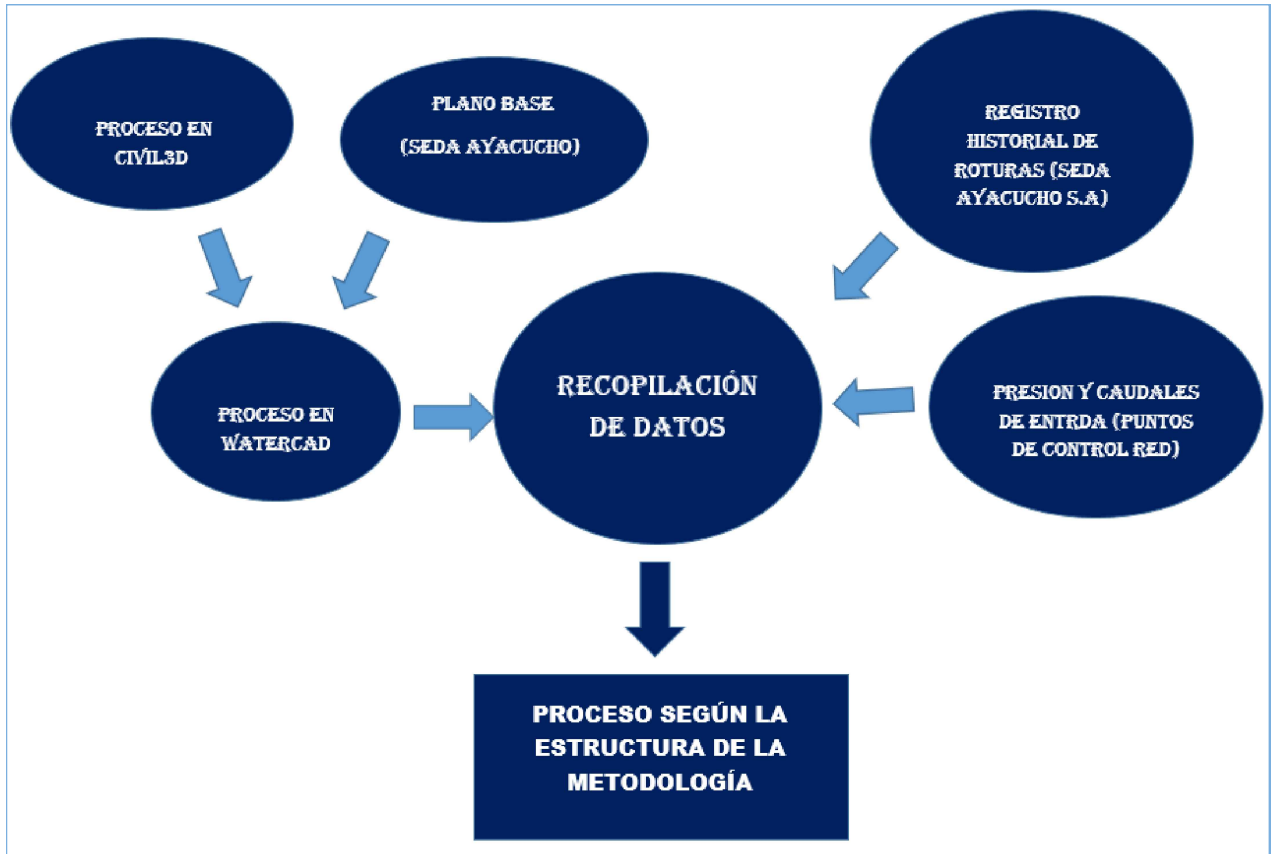 PROCESO EN
CIVIL3D
PLANO BASE
(SEDA AYACUCHO)
REGISTRO
HISTORIAL DE
ROTURAS (SEDA
AYACUCHO S.A)
PROCESO EN
WATERCAD
RECOPILACIÓN
DE DATOS
PRESION Y CAUDALES
DE ENTRDA (PUNTOS
DE CONTROL RED)
PROCESO SEGÚN LA
ESTRUCTURA DE LA
METODOLOGÍA